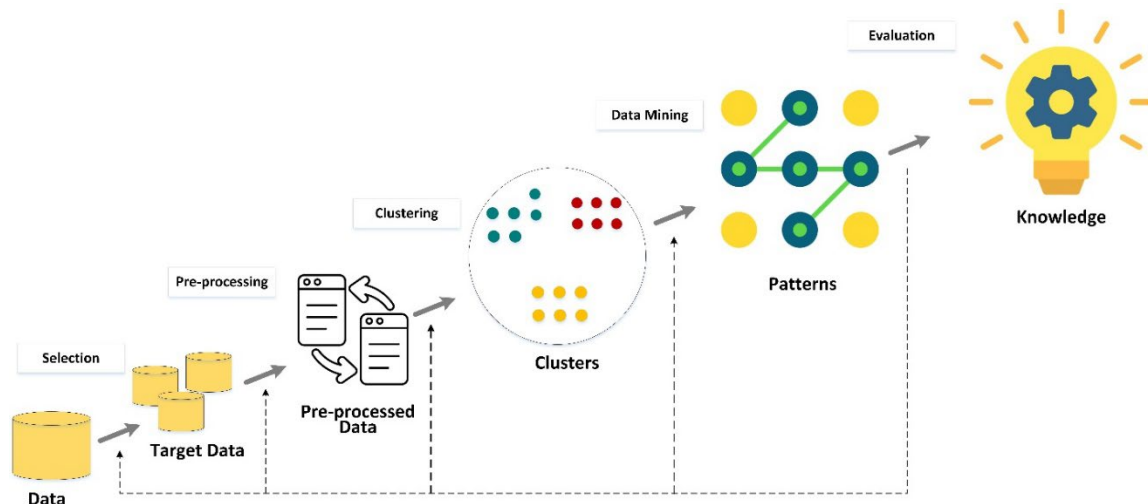 Evaluation
Data Mining
Knowledge
Clustering
Patterns
Pre-processing
Clusters
Selection
Pre-processed
Data
Target Data
Data